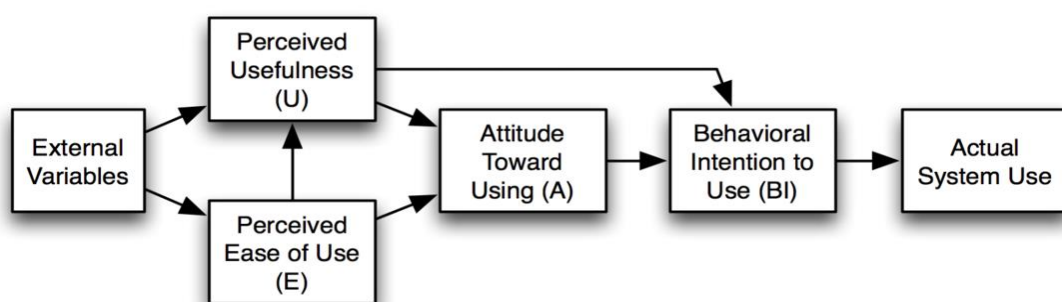 Perceived
Usefulness
(U)
External
Variables
Perceived
Ease of Use
(E)
Attitude
Toward
Using (A)
Behavioral
Intention to
Use (BI)
Actual
System Use